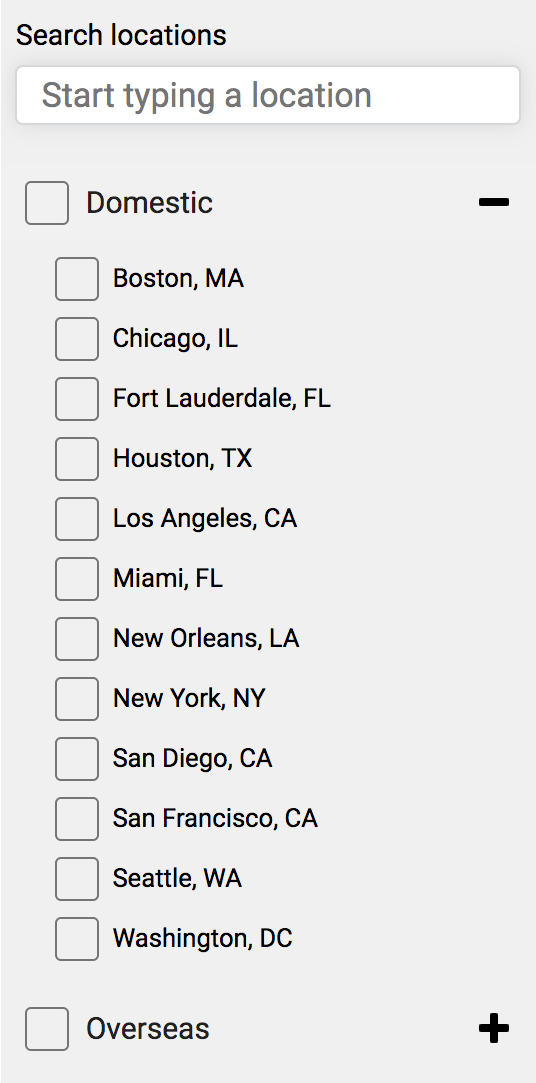 Search locations
Start typing a location
Domestic
Boston, MA
Chicago, IL
Fort Lauderdale, FL
Houston, TX
Los Angeles, CA
Miami, FL
New Orleans, LA
New York, NY
San Diego, CA
San Francisco, CA
Seattle, WA
Washington, DC
Overseas